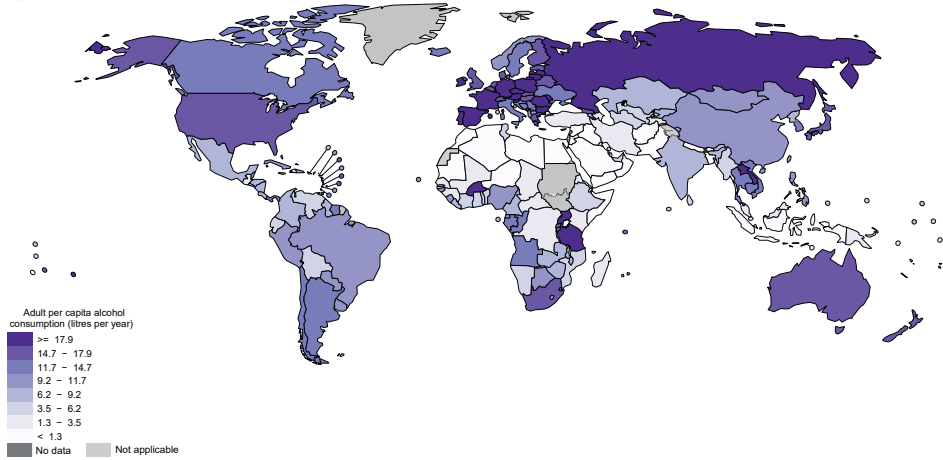 Adult per capita alcohol
consumption (litres per year)
>= 17.9
14.7 − 17.9
11.7 − 14.7
9.2 − 11.7
6.2 − 9.2
3.5 − 6.2
1.3 − 3.5
< 1.3
No data
Not applicable